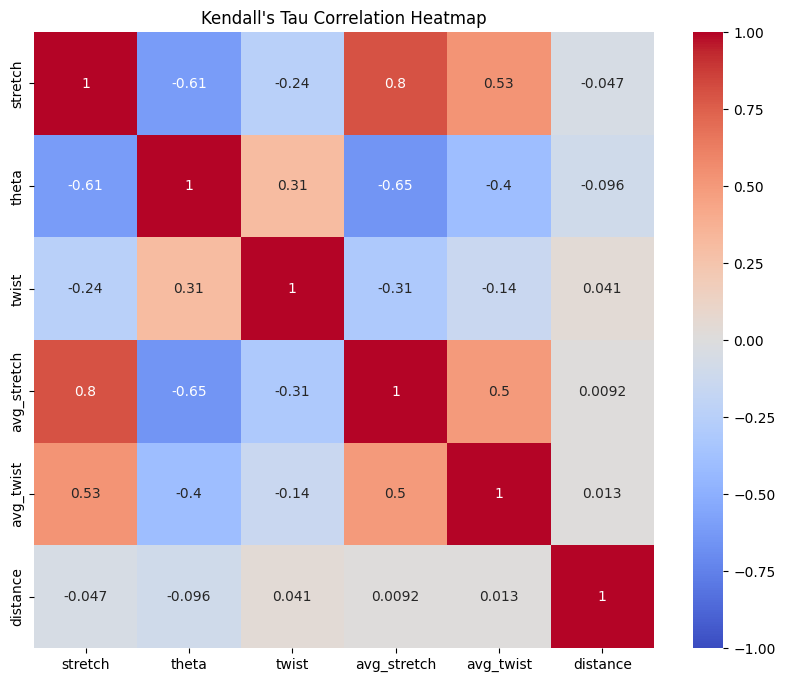 Kendall's Tau Correlation Heatmap
stretch 1 -0.61 -0.24 0.8 0.53 -0.047
theta -0.61 1 0.31 -0.65 -0.4 -0.096
twist -0.24 0.31 1 -0.31 -0.14 0.041
avg_stretch 0.8 -0.65 -0.31 1 0.5 0.0092
avg_twist 0.53 -0.4 -0.14 0.5 1 0.013
distance -0.047 -0.096 0.041 0.0092 0.013 1
stretch theta twist avg_stretch avg_twist distance
1.00
0.75
0.50
0.25
0.00
−0.25
−0.50
−0.75
−1.00